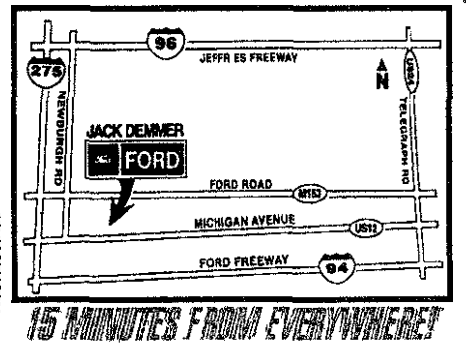 96
JEFFR ES FREEWAY
275
US24
N
NEWBURGH RD
TELEGRAPH RD
JACK DEMMER
FORD
FORD ROAD
M153
MICHIGAN AVENUE
US12
FORD FREEWAY
94
15 MINUTES FROM EVERYWHERE!